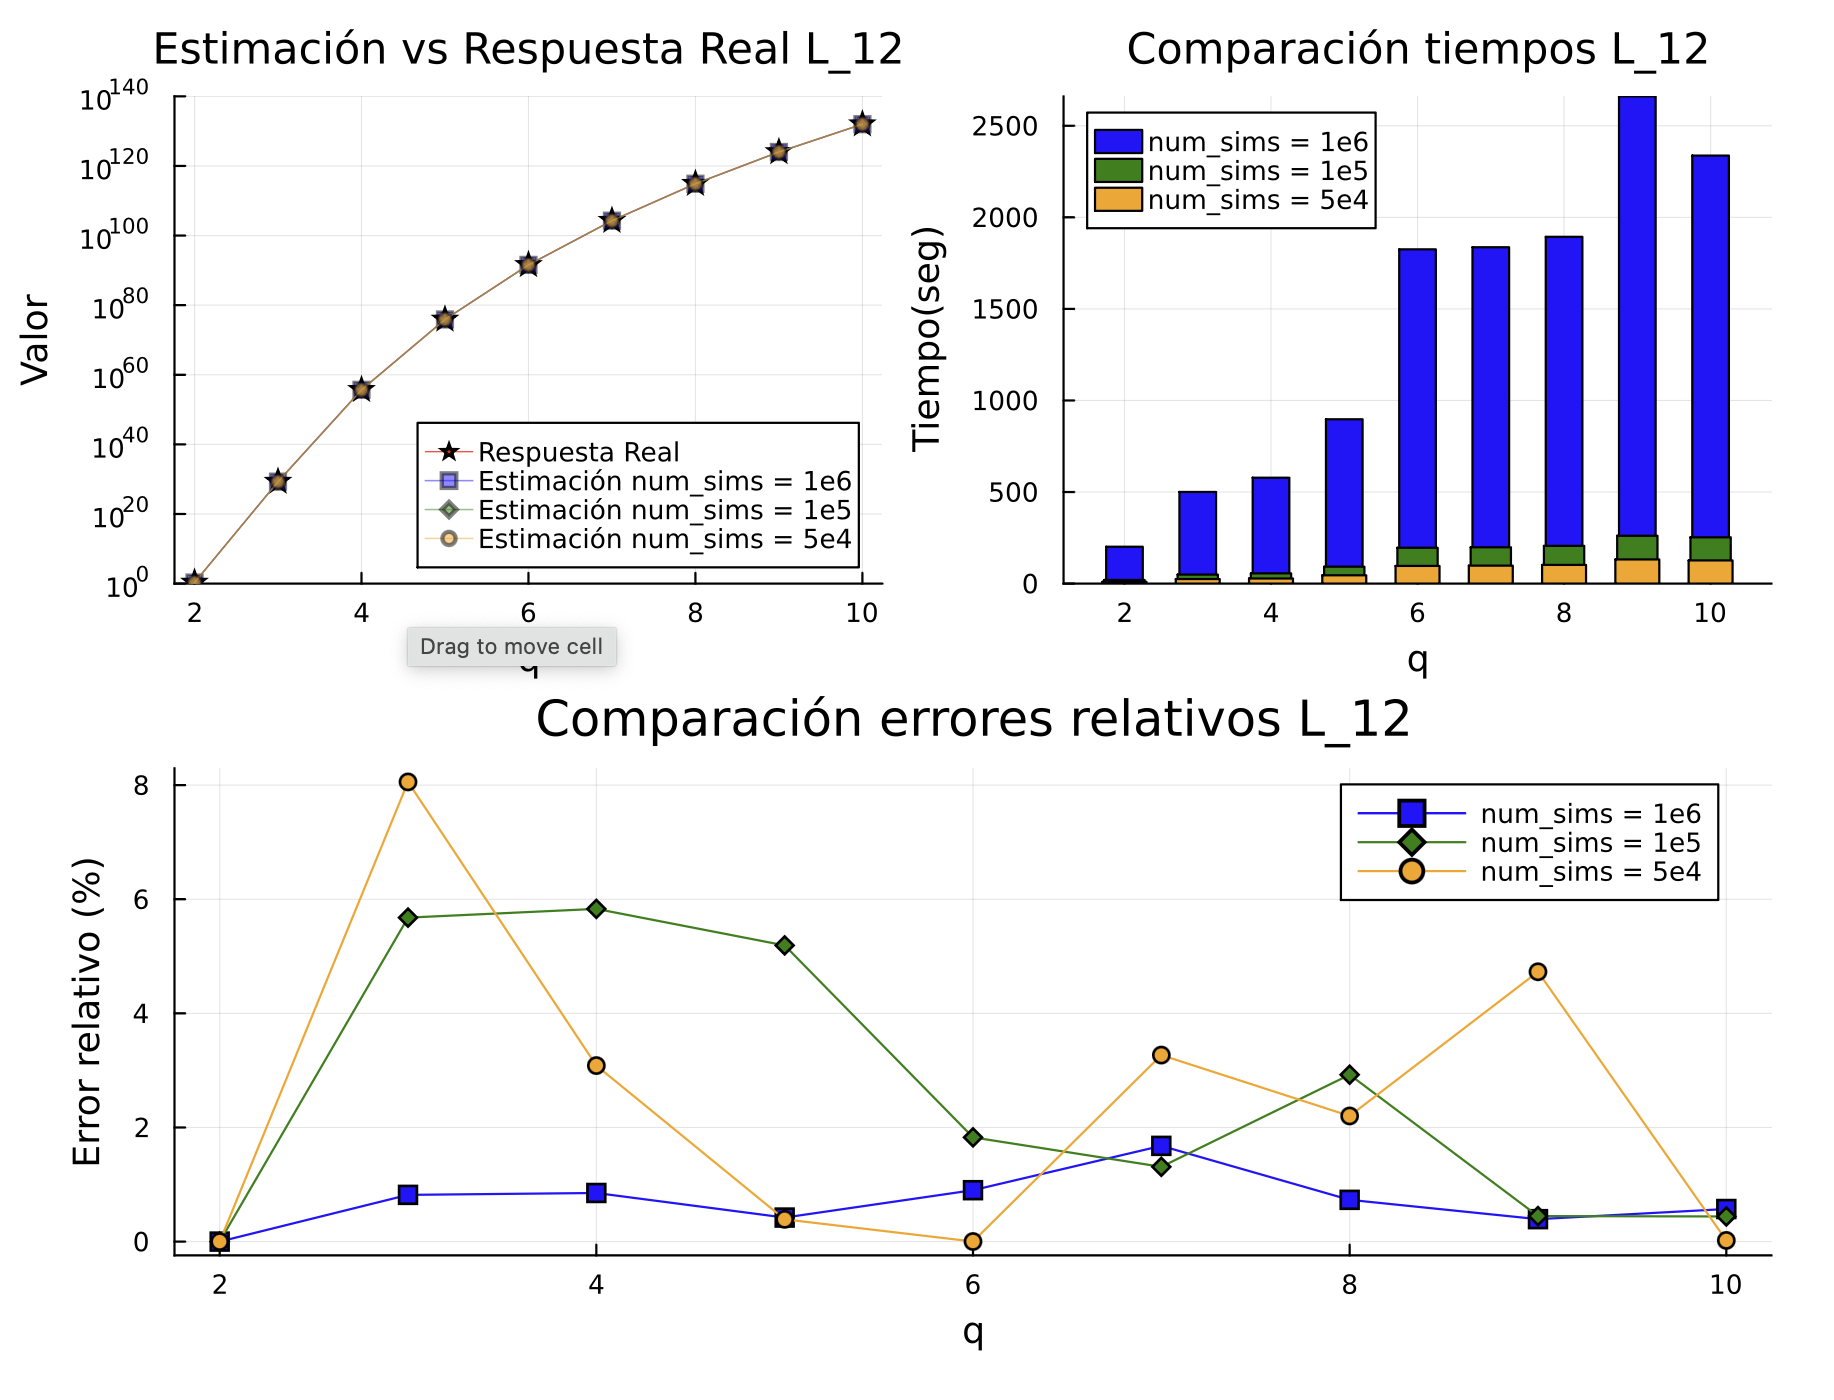 Estimación vs Respuesta Real L_12
Valor
10^140
10^120
10^100
10^80
10^60
10^40
10^20
10^0
Respuesta Real
Estimación num_sims = 1e6
Estimación num_sims = 1e5
Estimación num_sims = 5e4
2 4 6 8 10
Drag to move cell
Comparación tiempos L_12
Tiempo(seg)
2500
2000
1500
1000
500
0
num_sims = 1e6
num_sims = 1e5
num_sims = 5e4
2 4 6 8 10
q
Comparación errores relativos L_12
Error relativo (%)
8
6
4
2
0
num_sims = 1e6
num_sims = 1e5
num_sims = 5e4
2 4 6 8 10
q